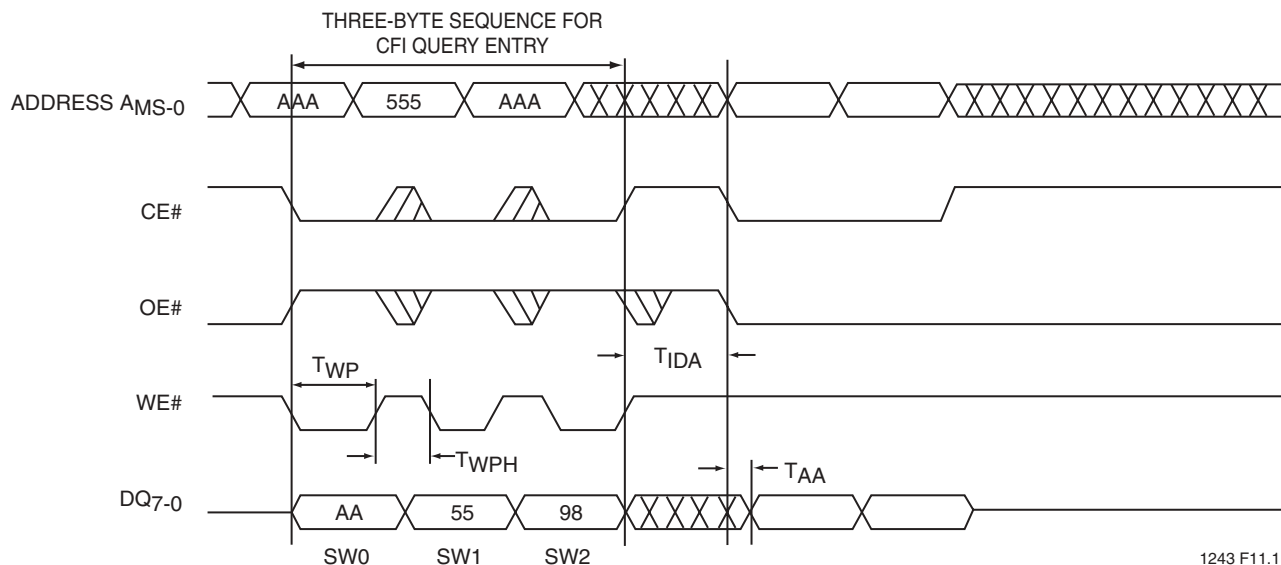 THREE-BYTE SEQUENCE FOR
CFI QUERY ENTRY
ADDRESS AMS-0
AAA
555
AAA
CE#
OE#
TWP
TIDA
WE#
TWPH
TAA
DQ7-0
AA
55
98
SW0
SW1
SW2
1243 F11.1